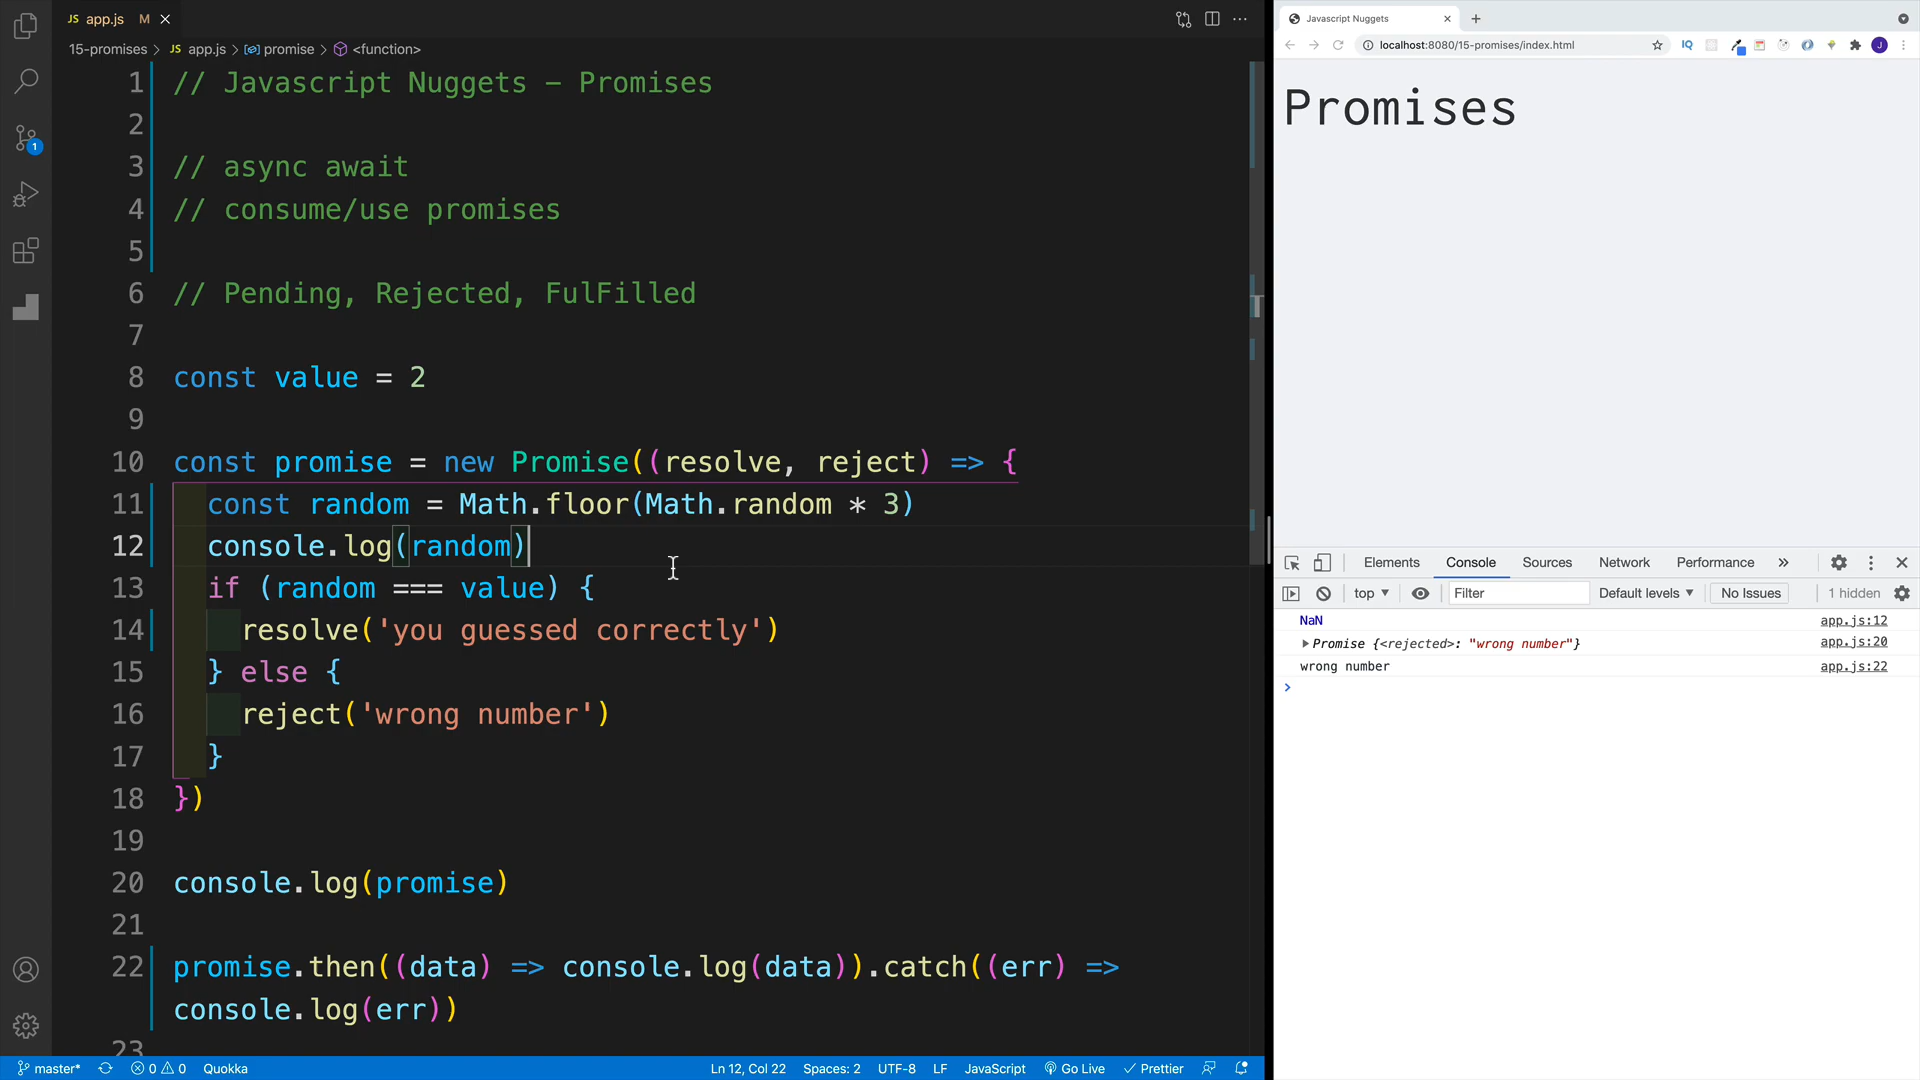 JS app.js M
15-promises > JS app.js > promise > <function>
1 // Javascript Nuggets – Promises
2
3 // async await
4 // consume/use promises
5
6 // Pending, Rejected, FulFilled
7
8 const value = 2
9
10 const promise = new Promise((resolve, reject) => {
11 const random = Math.floor(Math.random * 3)
12 console.log(random)
13 if (random === value) {
14 resolve('you guessed correctly')
15 } else {
16 reject('wrong number')
17 }
18 })
19
20 console.log(promise)
21
22 promise.then((data) => console.log(data)).catch((err) =>
console.log(err))
23
1
master* 0 0 Quokka Ln 12, Col 22 Spaces: 2 UTF-8 LF JavaScript Go Live Prettier
Javascript Nuggets
localhost:8080/15-promises/index.html IQ J
Promises
Elements Console Sources Network Performance »
top Filter Default levels No Issues 1 hidden
NaN app.js:12
Promise {<rejected>: "wrong number"} app.js:20
wrong number app.js:22
>